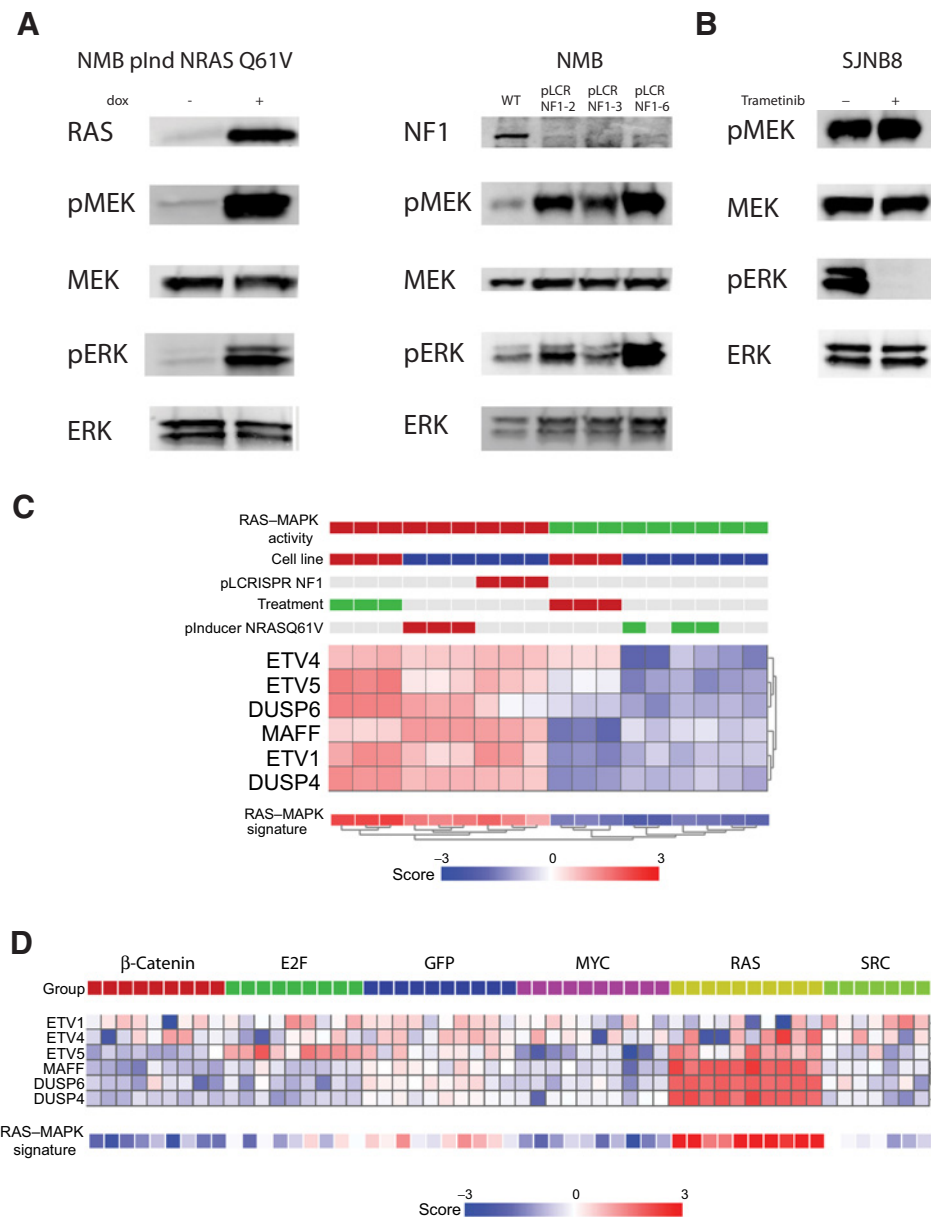 A
B
NMB pInd NRAS Q61V
NMB
SJNB8
dox - +
WT pLCR NF1-2 pLCR NF1-3 pLCR NF1-6
Trametinib – +
RAS
pMEK
MEK
pERK
ERK
NF1
pMEK
MEK
pERK
ERK
pMEK
MEK
pERK
ERK
C
RAS–MAPK
activity
Cell line
pLCRISPR NF1
Treatment
pInducer NRASQ61V
ETV4
ETV5
DUSP6
MAFF
ETV1
DUSP4
RAS–MAPK
signature
–3 0 3
Score
D
β-Catenin E2F GFP MYC RAS SRC
Group
ETV1
ETV4
ETV5
MAFF
DUSP6
DUSP4
RAS–MAPK
signature
–3 0 3
Score